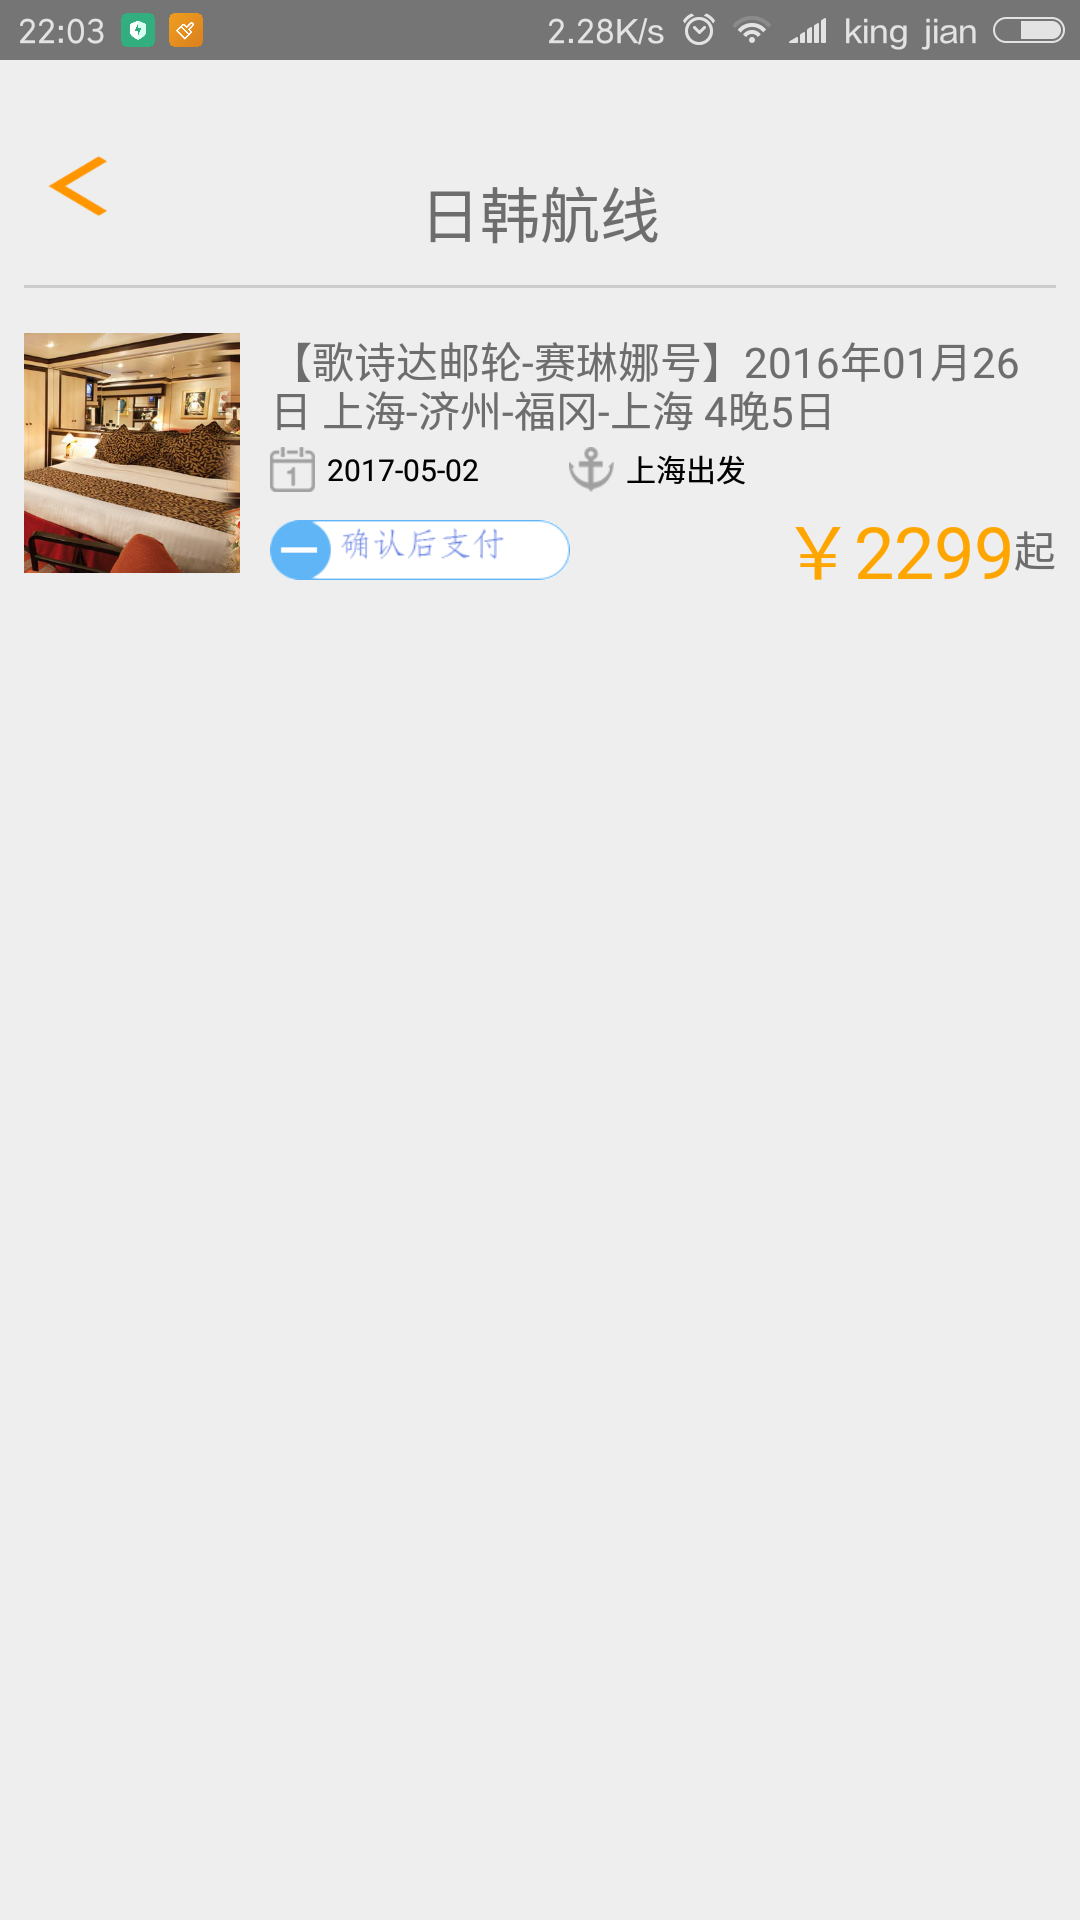 22:03 2.28K/s king jian
日韩航线
【歌诗达邮轮-赛琳娜号】2016年01月26
日 上海-济州-福冈-上海 4晚5日
1 2017-05-02 上海出发
确认后支付 ￥2299起